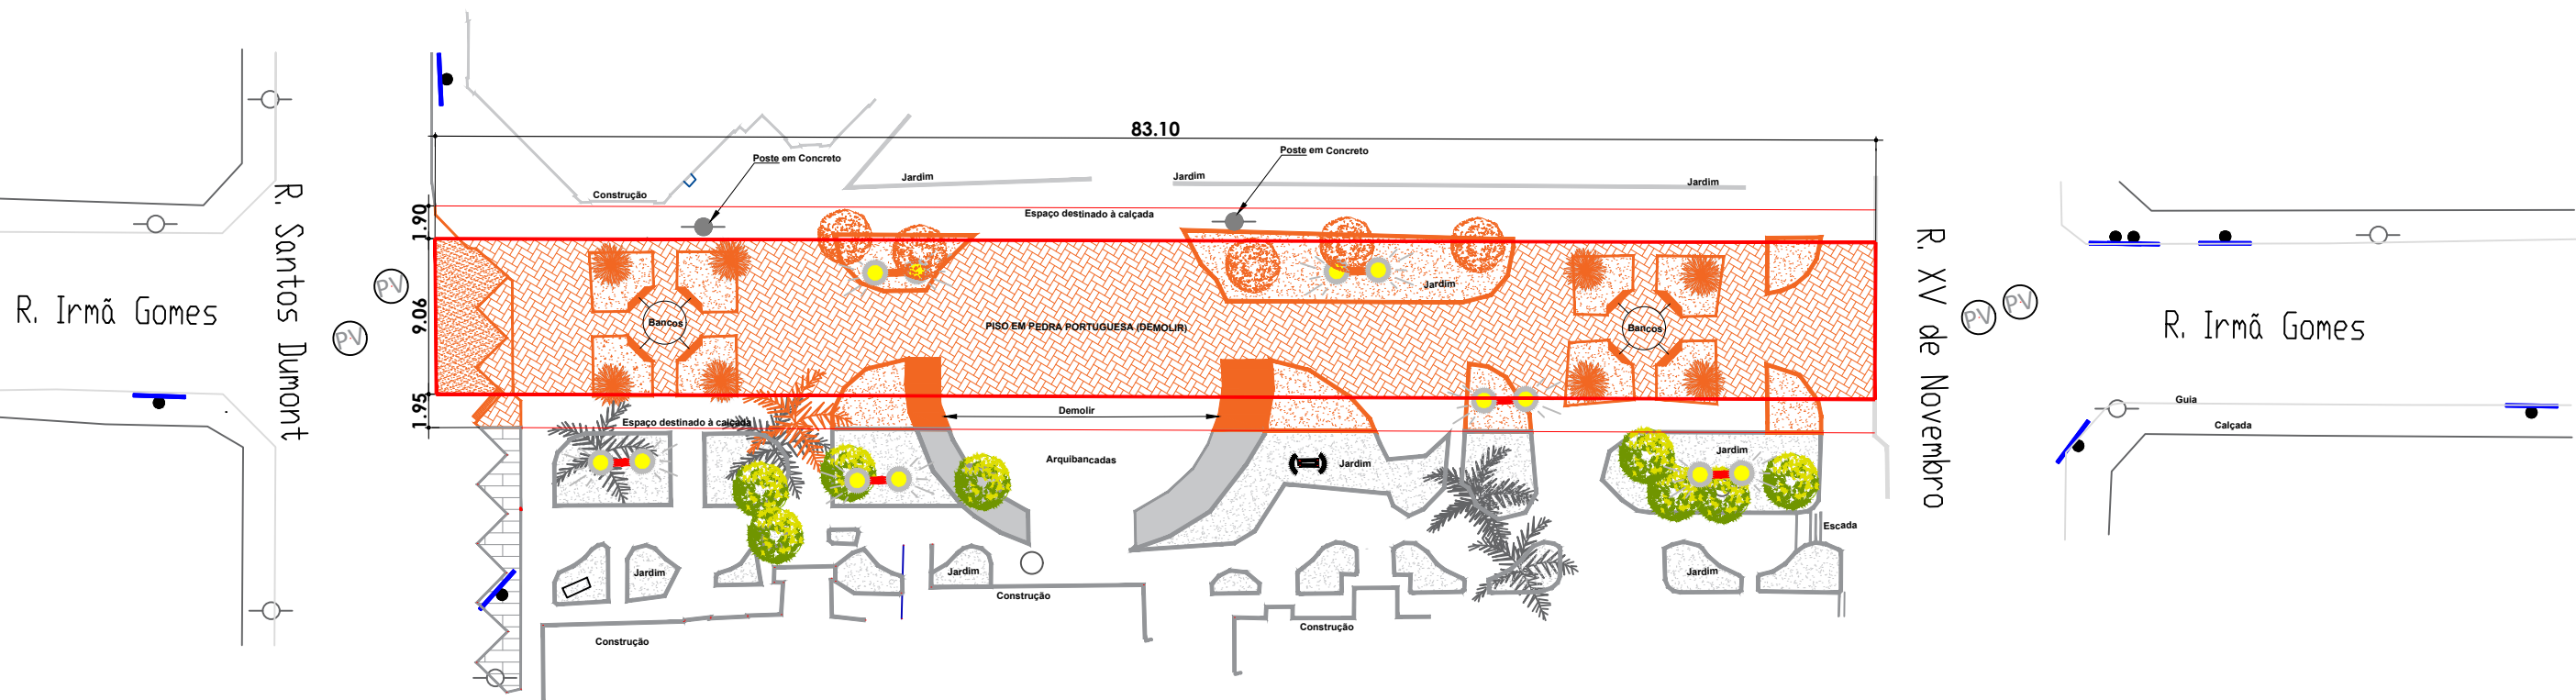 83.10
Poste em Concreto
Poste em Concreto
Jardim
Jardim
Jardim
Construção
R. Santos Dumont
1.90
Espaço destinado à calçada
R. XV de Novembro
PV
PV
PV
PV
R. Irmã Gomes
9.06
Bancos
PISO EM PEDRA PORTUGUESA (DEMOLIR)
Jardim
Bancos
R. Irmã Gomes
1.95
Demolir
Guia
Espaço destinado à calçada
Calçada
Arquibancadas
Jardim
Jardim
Escada
Jardim
Jardim
Jardim
Construção
Construção
Construção